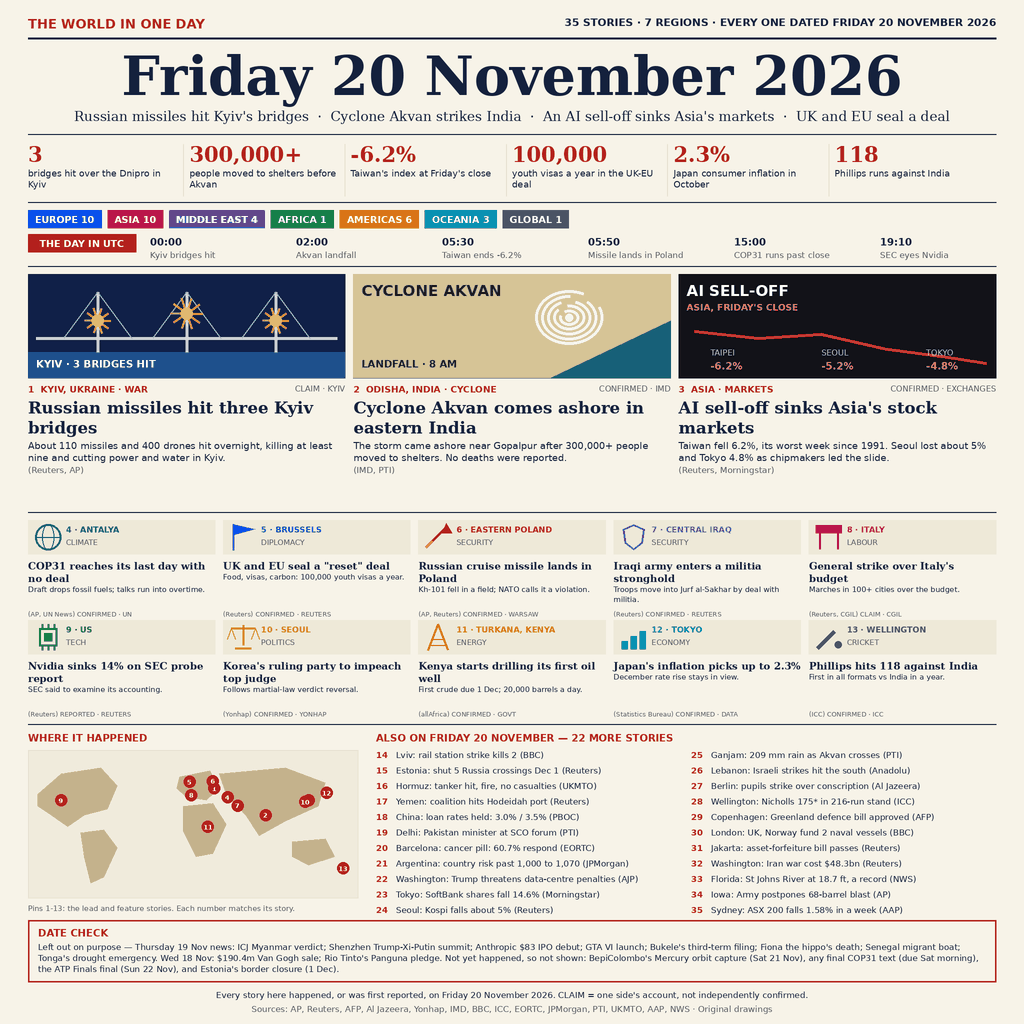 THE WORLD IN ONE DAY
35 STORIES · 7 REGIONS · EVERY ONE DATED FRIDAY 20 NOVEMBER 2026
Friday 20 November 2026
Russian missiles hit Kyiv's bridges · Cyclone Akvan strikes India · An AI sell-off sinks Asia's markets · UK and EU seal a deal
3
bridges hit over the Dnipro in
Kyiv
300,000+
people moved to shelters before
Akvan
-6.2%
Taiwan's index at Friday's close
100,000
youth visas a year in the UK-EU
deal
2.3%
Japan consumer inflation in
October
118
Phillips runs against India
EUROPE 10
ASIA 10
MIDDLE EAST 4
AFRICA 1
AMERICAS 6
OCEANIA 3
GLOBAL 1
THE DAY IN UTC
00:00
Kyiv bridges hit
02:00
Akvan landfall
05:30
Taiwan ends -6.2%
05:50
Missile lands in Poland
15:00
COP31 runs past close
19:10
SEC eyes Nvidia
KYIV · 3 BRIDGES HIT
1 KYIV, UKRAINE · WAR
CLAIM · KYIV
Russian missiles hit three Kyiv
bridges
About 110 missiles and 400 drones hit overnight, killing at least
nine and cutting power and water in Kyiv.
(Reuters, AP)
CYCLONE AKVAN
LANDFALL · 8 AM
2 ODISHA, INDIA · CYCLONE
CONFIRMED · IMD
Cyclone Akvan comes ashore in
eastern India
The storm came ashore near Gopalpur after 300,000+ people
moved to shelters. No deaths were reported.
(IMD, PTI)
AI SELL-OFF
ASIA, FRIDAY'S CLOSE
TAIPEI
-6.2%
SEOUL
-5.2%
TOKYO
-4.8%
3 ASIA · MARKETS
CONFIRMED · EXCHANGES
AI sell-off sinks Asia's stock
markets
Taiwan fell 6.2%, its worst week since 1991. Seoul lost about 5%
and Tokyo 4.8% as chipmakers led the slide.
(Reuters, Morningstar)
4 · ANTALYA
CLIMATE
COP31 reaches its last day with
no deal
Draft drops fossil fuels; talks run into overtime.
(AP, UN News) CONFIRMED · UN
5 · BRUSSELS
DIPLOMACY
UK and EU seal a "reset" deal
Food, visas, carbon: 100,000 youth visas a year.
(Reuters) CONFIRMED · REUTERS
6 · EASTERN POLAND
SECURITY
Russian cruise missile lands in
Poland
Kh-101 fell in a field; NATO calls it a violation.
(AP, Reuters) CONFIRMED · WARSAW
7 · CENTRAL IRAQ
SECURITY
Iraqi army enters a militia
stronghold
Troops move into Jurf al-Sakhar by deal with
militia.
(Reuters) CONFIRMED · REUTERS
8 · ITALY
LABOUR
General strike over Italy's
budget
Marches in 100+ cities over the budget.
(Reuters, CGIL) CLAIM · CGIL
9 · US
TECH
Nvidia sinks 14% on SEC probe
report
SEC said to examine its accounting.
(Reuters) REPORTED · REUTERS
10 · SEOUL
POLITICS
Korea's ruling party to impeach
top judge
Follows martial-law verdict reversal.
(Yonhap) CONFIRMED · YONHAP
11 · TURKANA, KENYA
ENERGY
Kenya starts drilling its first oil
well
First crude due 1 Dec; 20,000 barrels a day.
(allAfrica) CONFIRMED · GOVT
12 · TOKYO
ECONOMY
Japan's inflation picks up to 2.3%
December rate rise stays in view.
(Statistics Bureau) CONFIRMED · DATA
13 · WELLINGTON
CRICKET
Phillips hits 118 against India
First in all formats vs India in a year.
(ICC) CONFIRMED · ICC
WHERE IT HAPPENED
9
5
6
1
8
4
7
2
10
12
11
13
Pins 1-13: the lead and feature stories. Each number matches its story.
ALSO ON FRIDAY 20 NOVEMBER — 22 MORE STORIES
14 Lviv: rail station strike kills 2 (BBC)
15 Estonia: shut 5 Russia crossings Dec 1 (Reuters)
16 Hormuz: tanker hit, fire, no casualties (UKMTO)
17 Yemen: coalition hits Hodeidah port (Reuters)
18 China: loan rates held: 3.0% / 3.5% (PBOC)
19 Delhi: Pakistan minister at SCO forum (PTI)
20 Barcelona: cancer pill: 60.7% respond (EORTC)
21 Argentina: country risk past 1,000 to 1,070 (JPMorgan)
22 Washington: Trump threatens data-centre penalties (AJP)
23 Tokyo: SoftBank shares fall 14.6% (Morningstar)
24 Seoul: Kospi falls about 5% (Reuters)
25 Ganjam: 209 mm rain as Akvan crosses (PTI)
26 Lebanon: Israeli strikes hit the south (Anadolu)
27 Berlin: pupils strike over conscription (Al Jazeera)
28 Wellington: Nicholls 175* in 216-run stand (ICC)
29 Copenhagen: Greenland defence bill approved (AFP)
30 London: UK, Norway fund 2 naval vessels (BBC)
31 Jakarta: asset-forfeiture bill passes (Reuters)
32 Washington: Iran war cost $48.3bn (Reuters)
33 Florida: St Johns River at 18.7 ft, a record (NWS)
34 Iowa: Army postpones 68-barrel blast (AP)
35 Sydney: ASX 200 falls 1.58% in a week (AAP)
DATE CHECK
Left out on purpose — Thursday 19 Nov news: ICJ Myanmar verdict; Shenzhen Trump-Xi-Putin summit; Anthropic $83 IPO debut; GTA VI launch; Bukele's third-term filing; Fiona the hippo's death; Senegal migrant boat;
Tonga's drought emergency. Wed 18 Nov: $190.4m Van Gogh sale; Rio Tinto's Panguna pledge. Not yet happened, so not shown: BepiColombo's Mercury orbit capture (Sat 21 Nov), any final COP31 text (due Sat morning),
the ATP Finals final (Sun 22 Nov), and Estonia's border closure (1 Dec).
Every story here happened, or was first reported, on Friday 20 November 2026. CLAIM = one side's account, not independently confirmed.
Sources: AP, Reuters, AFP, Al Jazeera, Yonhap, IMD, BBC, ICC, EORTC, JPMorgan, PTI, UKMTO, AAP, NWS · Original drawings